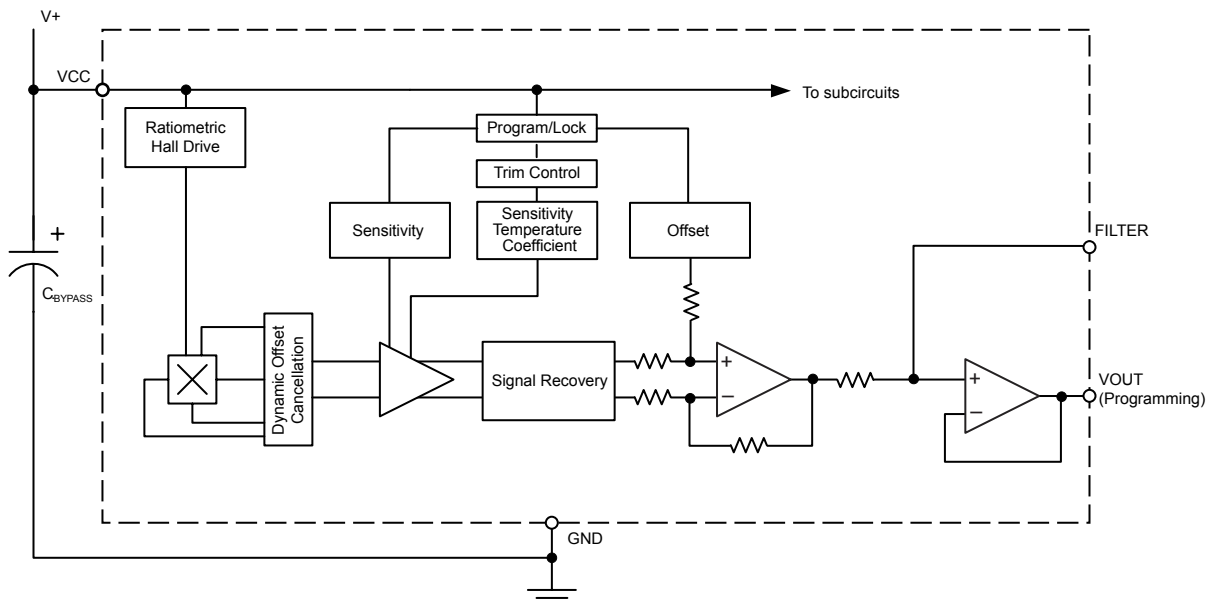 V+
VCC
To subcircuits
Ratiometric
Hall Drive
Program/Lock
Trim Control
Sensitivity
Sensitivity
Temperature
Coefficient
Offset
FILTER
+
CBYPASS
Dynamic Offset
Cancellation
Signal Recovery
+
−
+
−
VOUT
(Programming)
GND